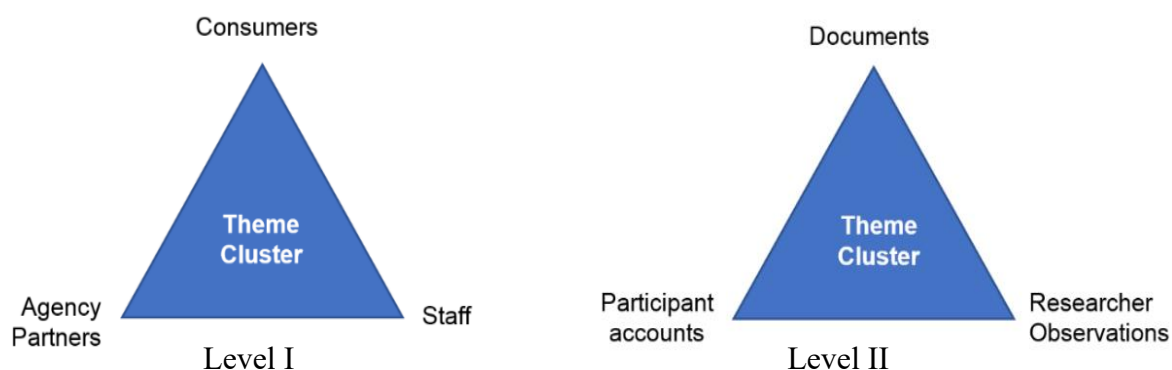 Consumers
Theme
Cluster
Agency
Partners
Staff
Level I
Documents
Theme
Cluster
Participant
accounts
Researcher
Observations
Level II